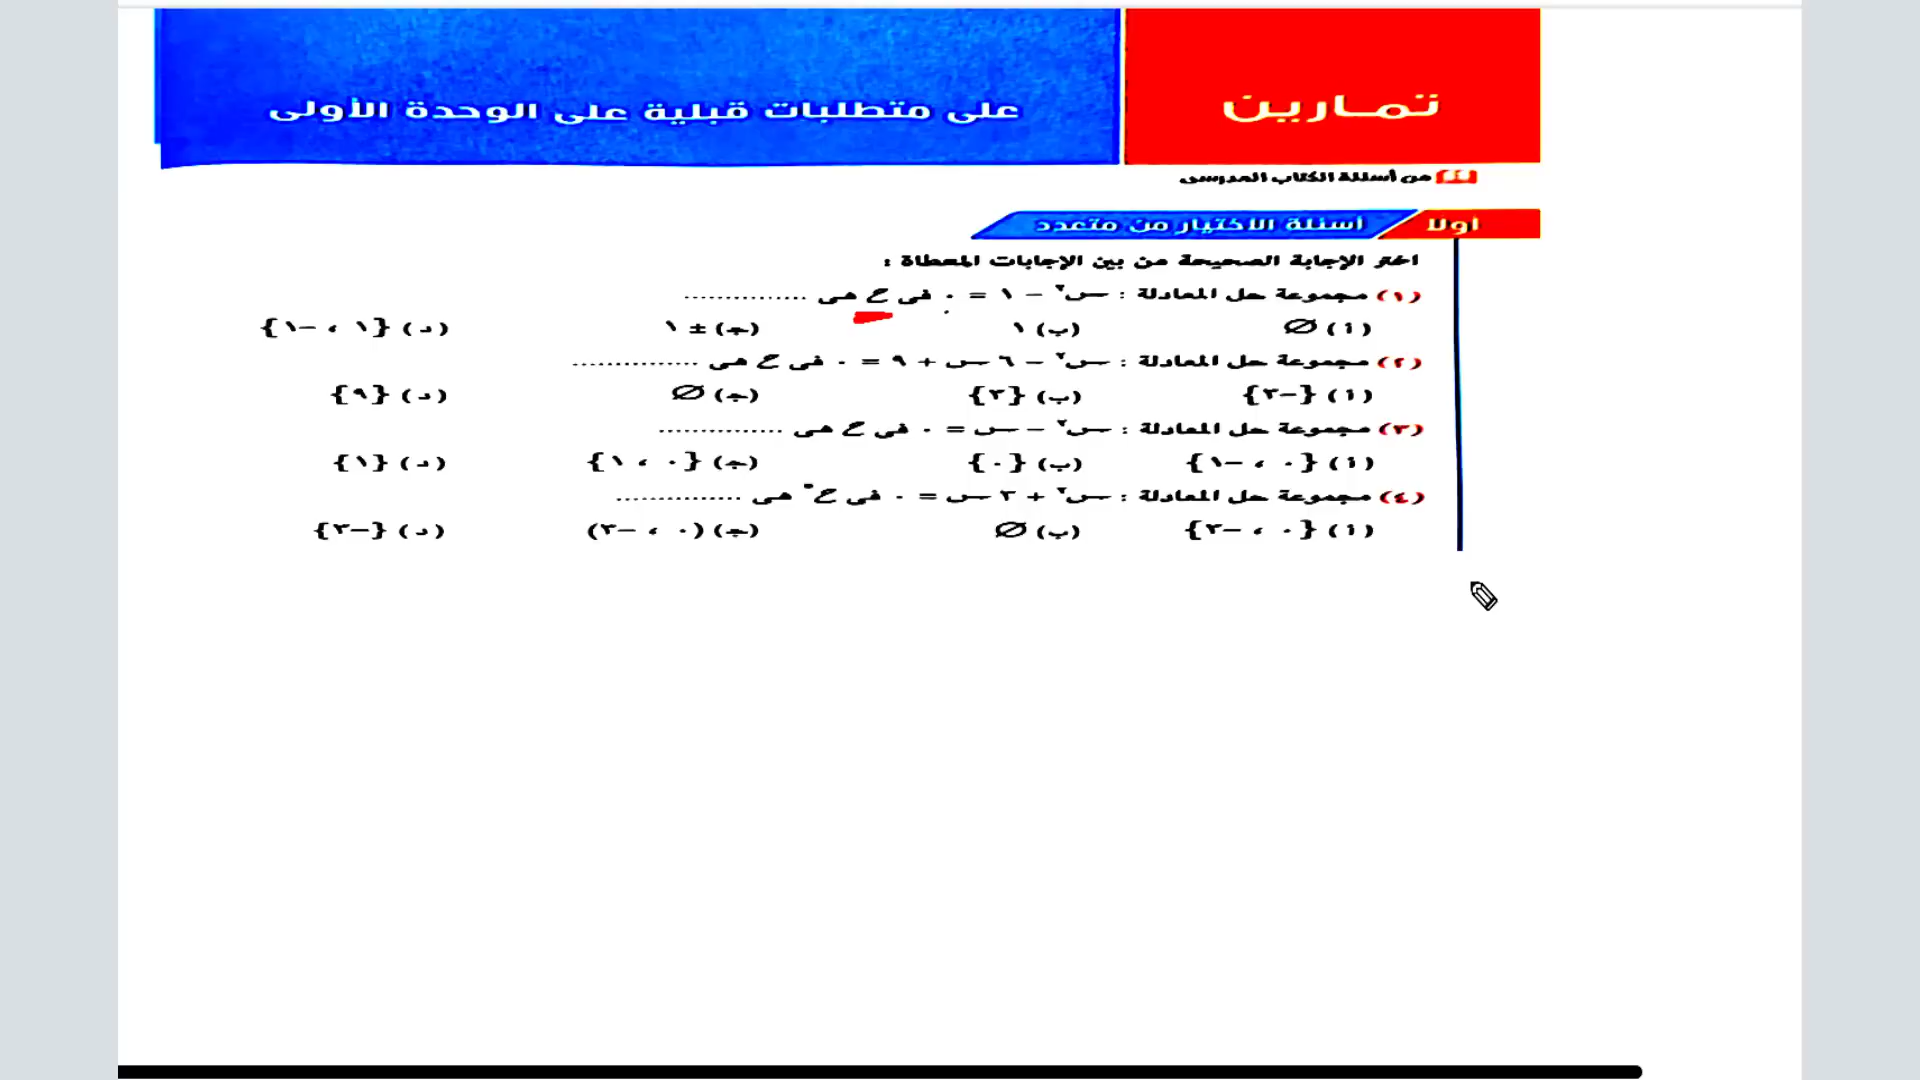 تمـاريـن
على متطلبات قبلية على الوحدة الأولى
من أسئلة الكتاب المدرسى
أولا أسئلة الاختيار من متعدد
اختر الإجابة الصحيحة من بين الإجابات المعطاة :
(١) مجموعة حل المعادلة : س٢ − ١ = ٠ فى ع هى ..............
(أ) ∅ (ب) ١ (جـ) ± ١ (د) {١ ، −١}
(٢) مجموعة حل المعادلة : س٢ − ٦ س + ٩ = ٠ فى ع هى ..............
(أ) {−٣} (ب) {٣} (جـ) ∅ (د) {٩}
(٣) مجموعة حل المعادلة : س٢ − س = ٠ فى ع هى ..............
(أ) {٠ ، −١} (ب) {٠} (جـ) {٠ ، ١} (د) {١}
(٤) مجموعة حل المعادلة : س٢ + ٣ س = ٠ فى ع* هى ..............
(أ) {٠ ، −٣} (ب) ∅ (جـ) (٠ ، −٣) (د) {−٣}